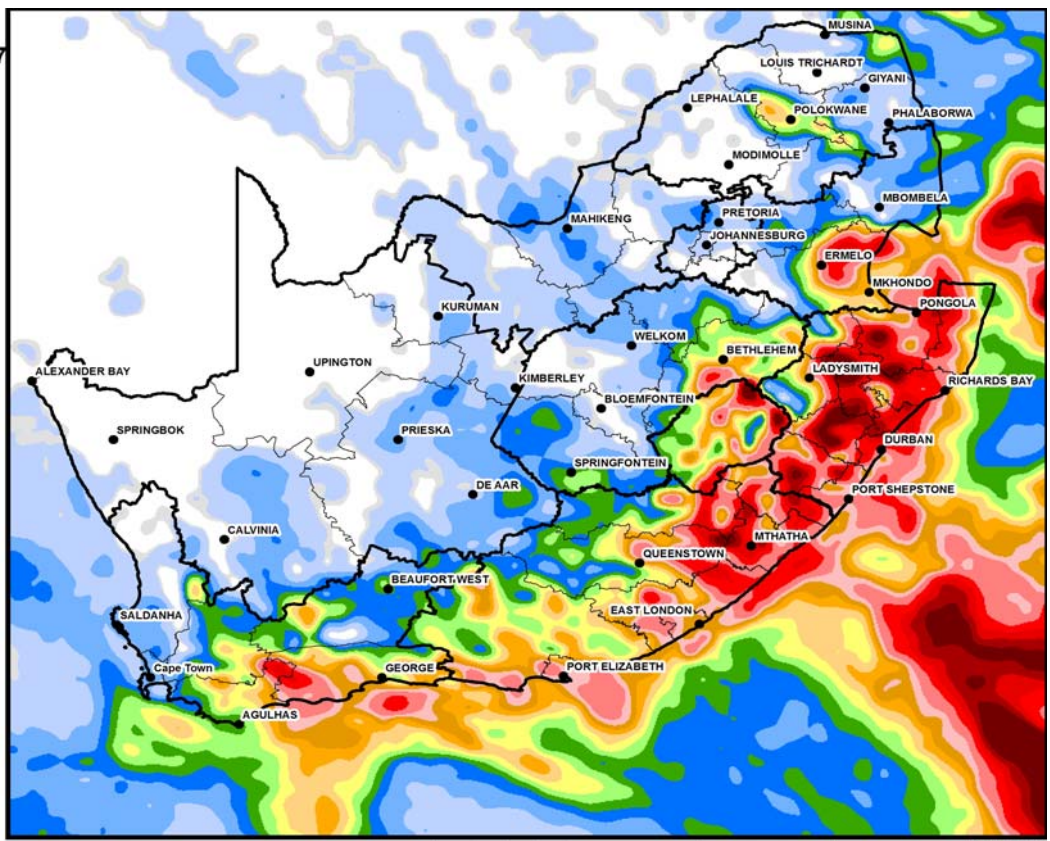 7
MUSINA
LOUIS TRICHARDT
GIYANI
LEPHALALE
POLOKWANE
PHALABORWA
MODIMOLLE
MBOMBELA
PRETORIA
MAHIKENG
JOHANNESBURG
ERMELO
MKHONDO
KURUMAN
PONGOLA
WELKOM
BETHLEHEM
UPINGTON
LADYSMITH
ALEXANDER BAY
KIMBERLEY
RICHARDS BAY
BLOEMFONTEIN
SPRINGBOK
PRIESKA
DURBAN
SPRINGFONTEIN
DE AAR
PORT SHEPSTONE
CALVINIA
MTHATHA
QUEENSTOWN
BEAUFORT WEST
EAST LONDON
SALDANHA
Cape Town
GEORGE
PORT ELIZABETH
AGULHAS